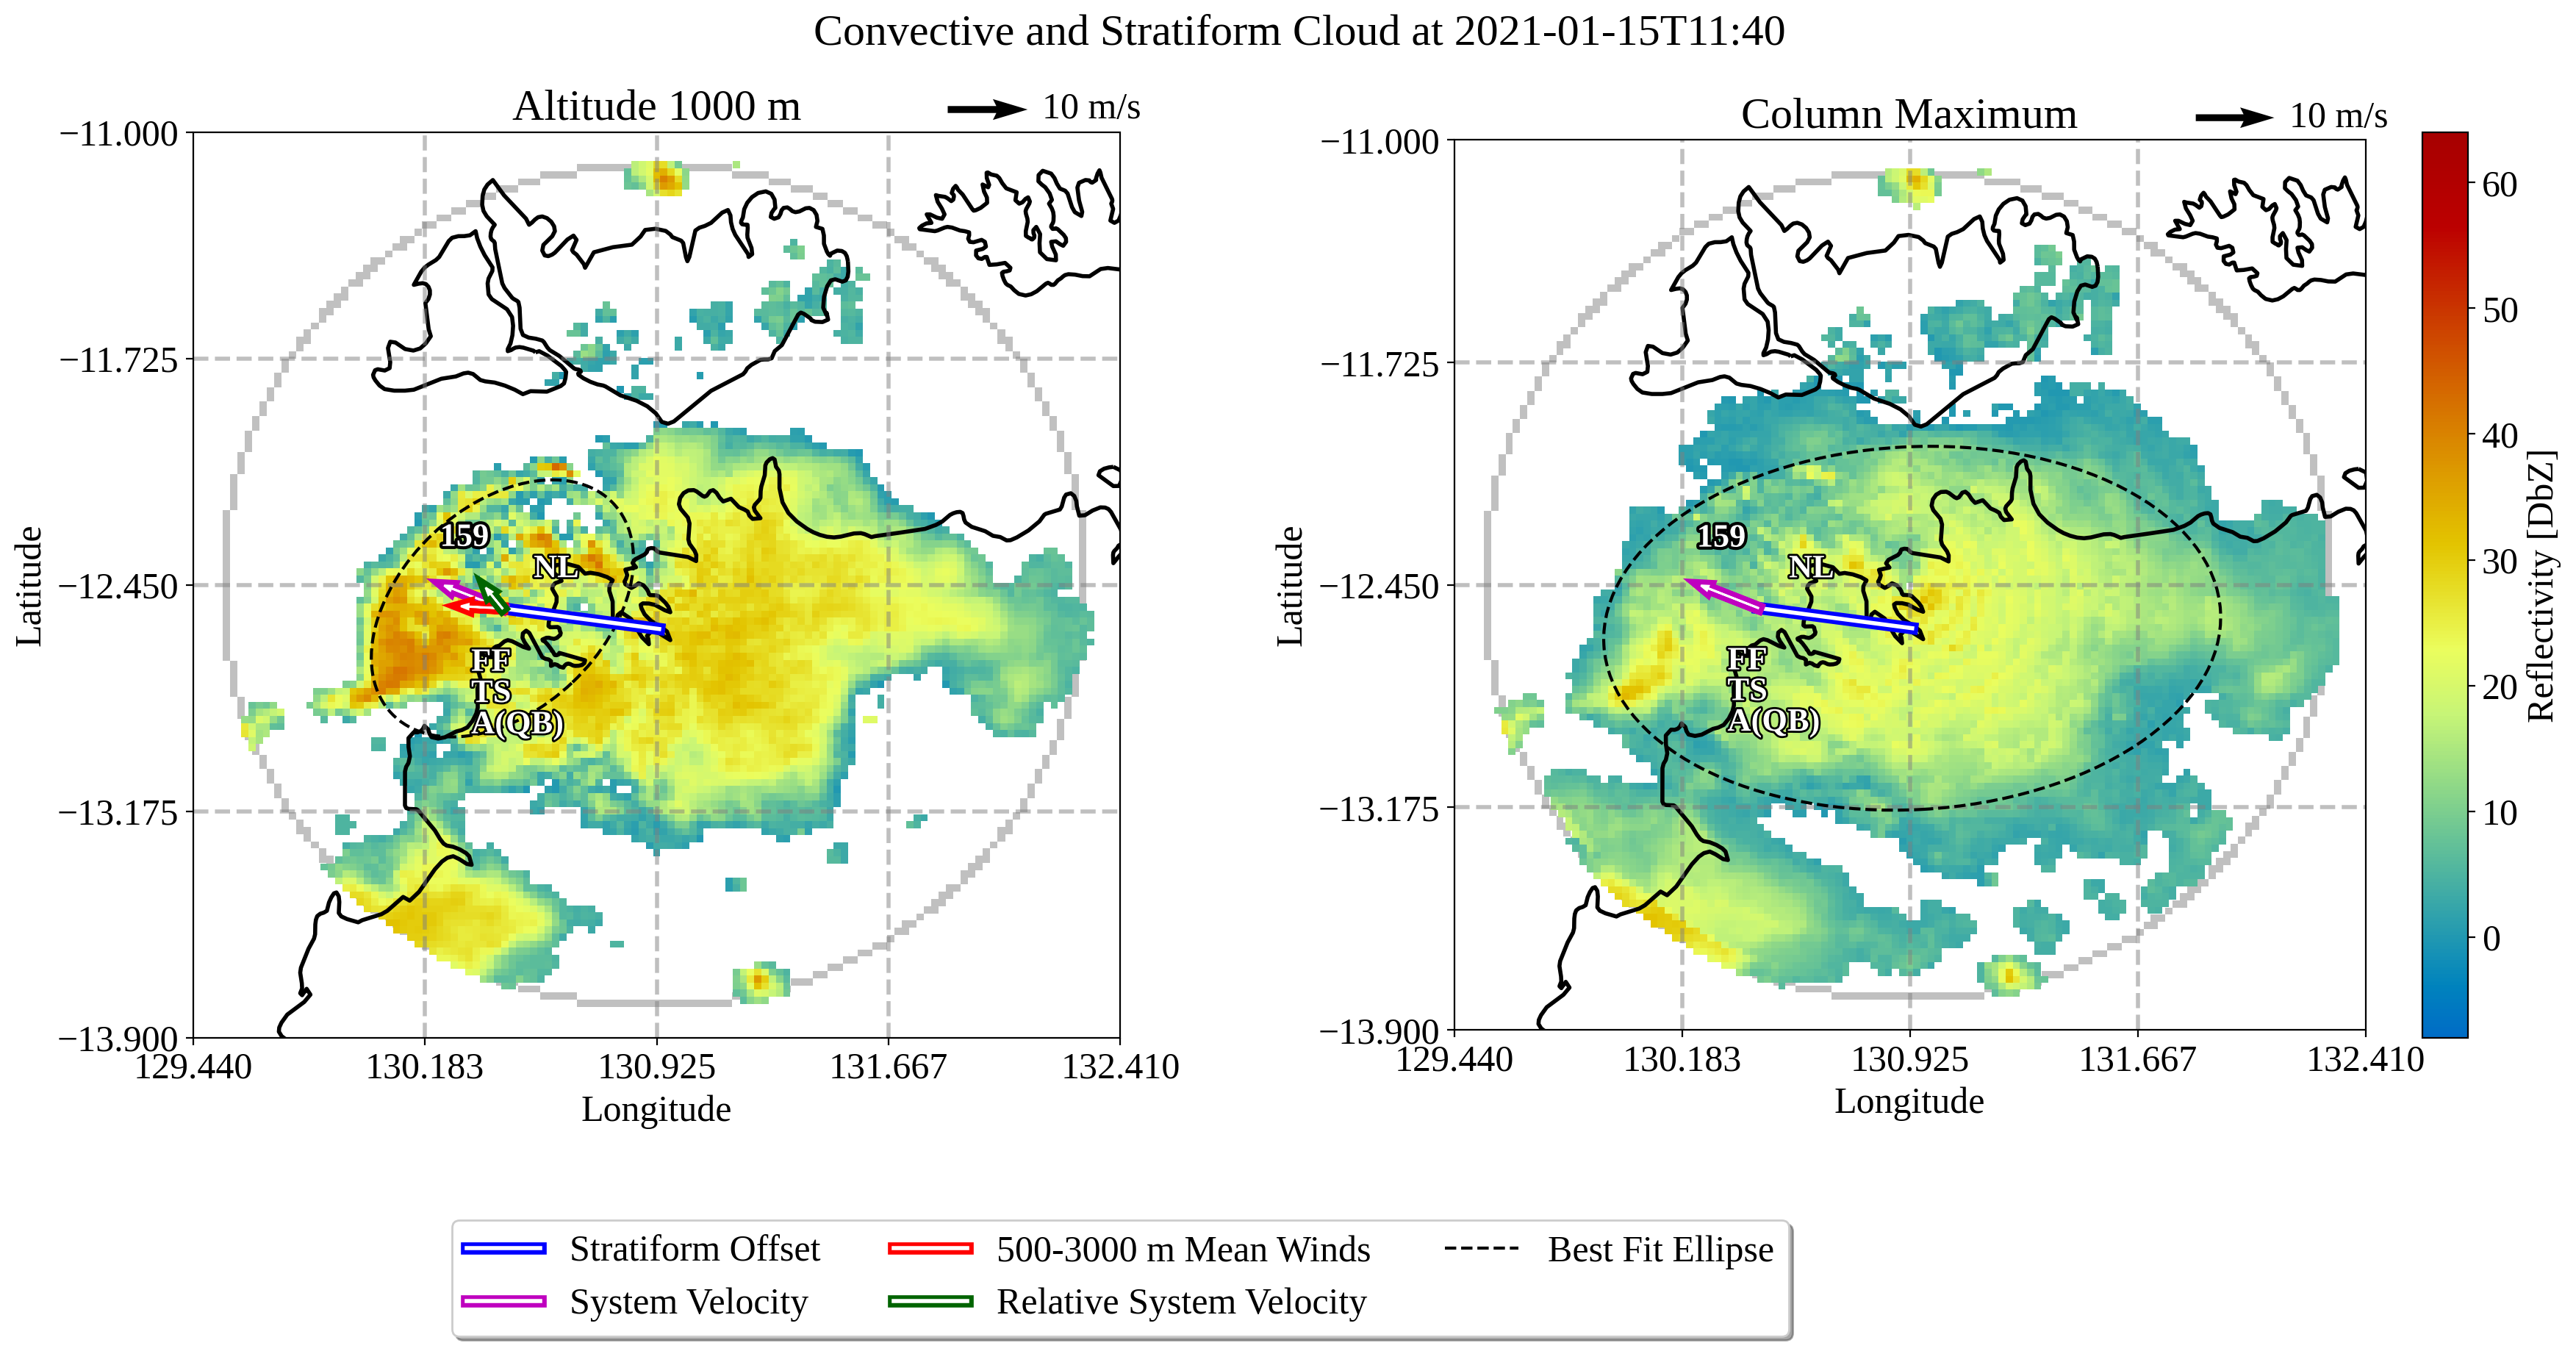 Convective and Stratiform Cloud at 2021-01-15T11:40
Altitude 1000 m
10 m/s
−11.000
−11.725
−12.450
−13.175
−13.900
129.440
130.183
130.925
131.667
132.410
Latitude
Longitude
159
NL
FF
TS
A(QB)
Column Maximum
10 m/s
−11.000
−11.725
−12.450
−13.175
−13.900
129.440
130.183
130.925
131.667
132.410
Latitude
Longitude
159
NL
FF
TS
A(QB)
60
50
40
30
20
10
0
Reflectivity [DbZ]
Stratiform Offset
System Velocity
500-3000 m Mean Winds
Relative System Velocity
Best Fit Ellipse